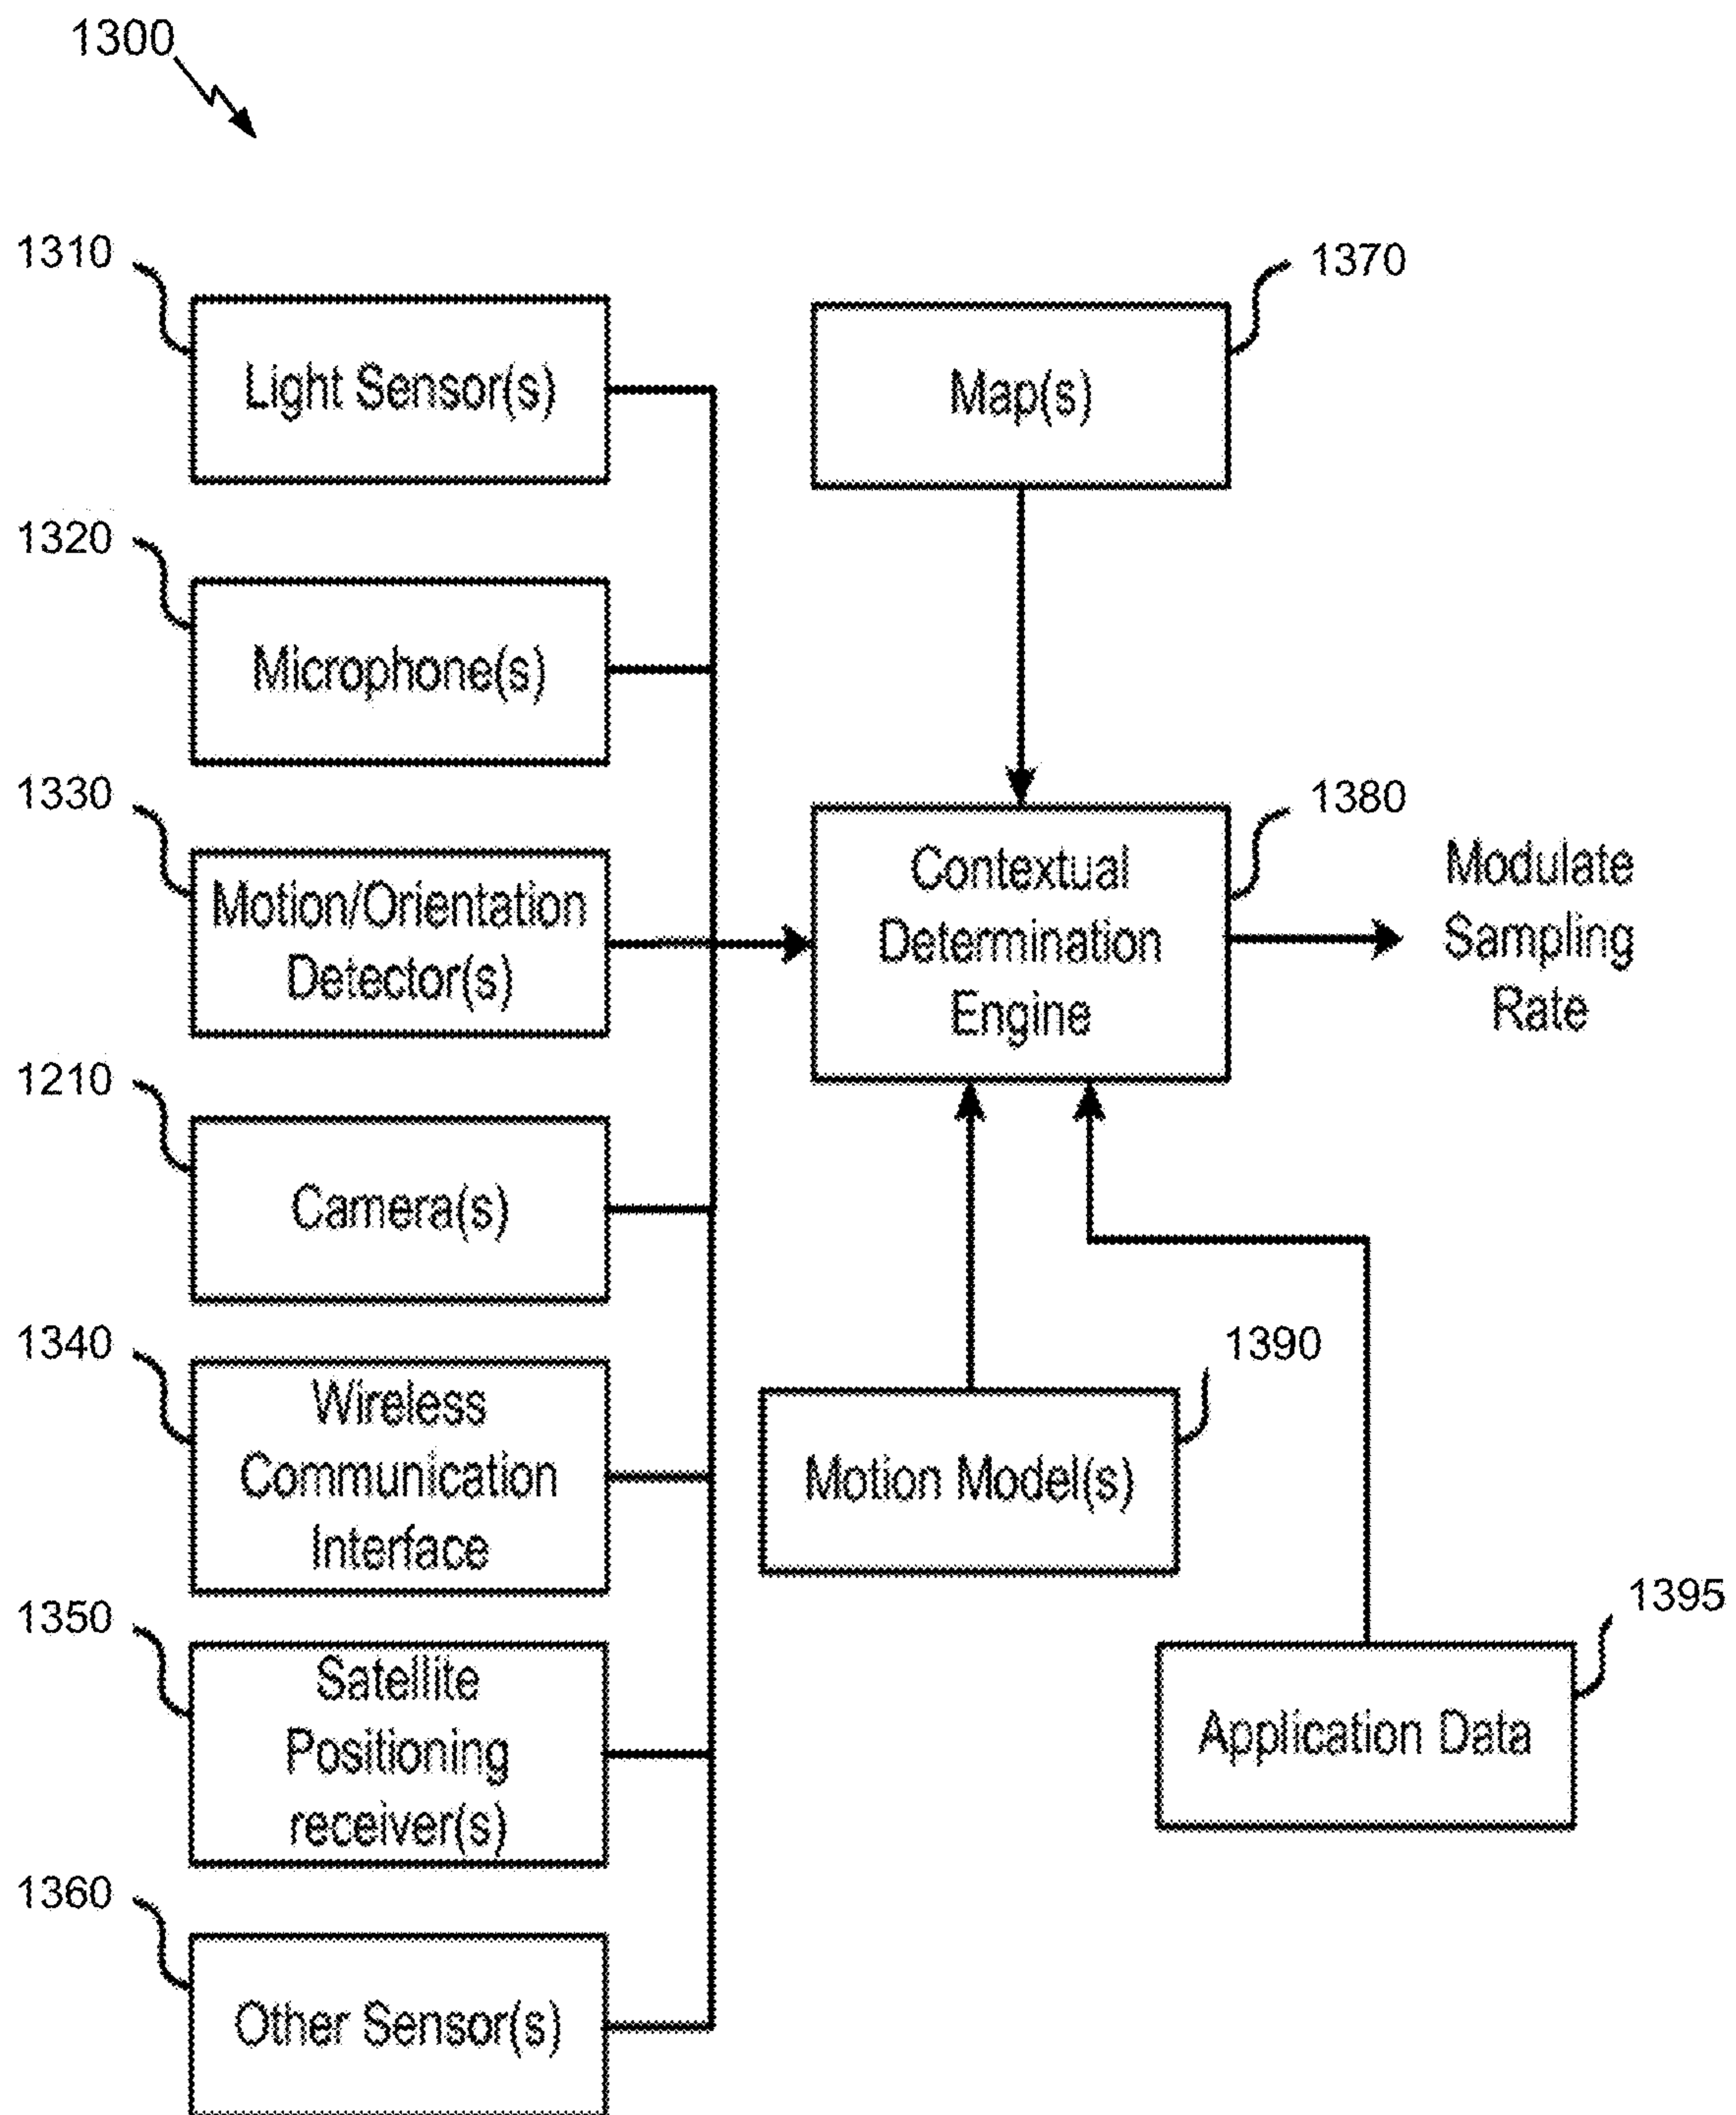 1300
1310
Light Sensor(s)
1370
Map(s)
1320
Microphone(s)
1330
Motion/Orientation
Detector(s)
1380
Contextual
Determination
Engine
Modulate
Sampling
Rate
1210
Camera(s)
1340
Wireless
Communication
Interface
1390
Motion Model(s)
1350
Satellite
Positioning
receiver(s)
1395
Application Data
1360
Other Sensor(s)